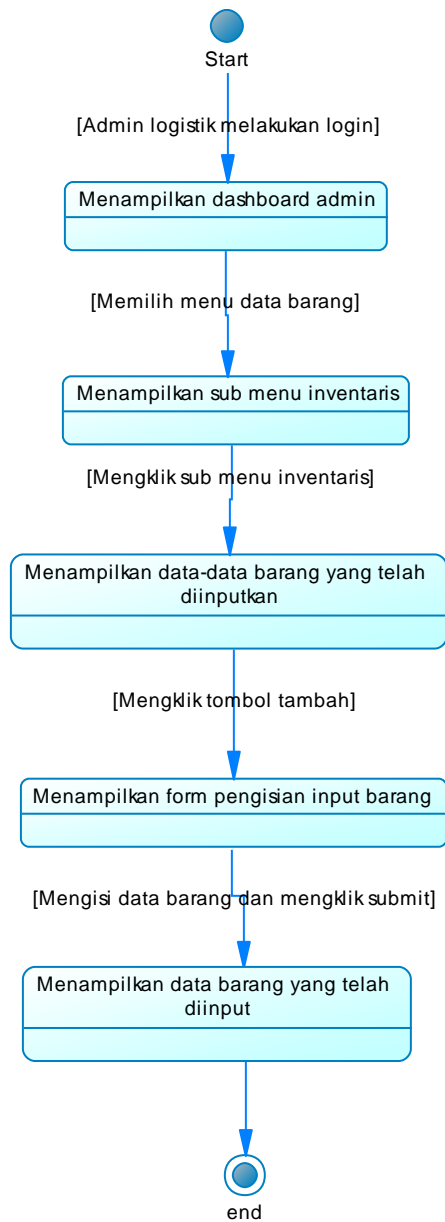 Start
[Admin logistik melakukan login]
Menampilkan dashboard admin
[Memilih menu data barang]
Menampilkan sub menu inventaris
[Mengklik sub menu inventaris]
Menampilkan data-data barang yang telah
diinputkan
[Mengklik tombol tambah]
Menampilkan form pengisian input barang
[Mengisi data barang dan mengklik submit]
Menampilkan data barang yang telah
diinput
end